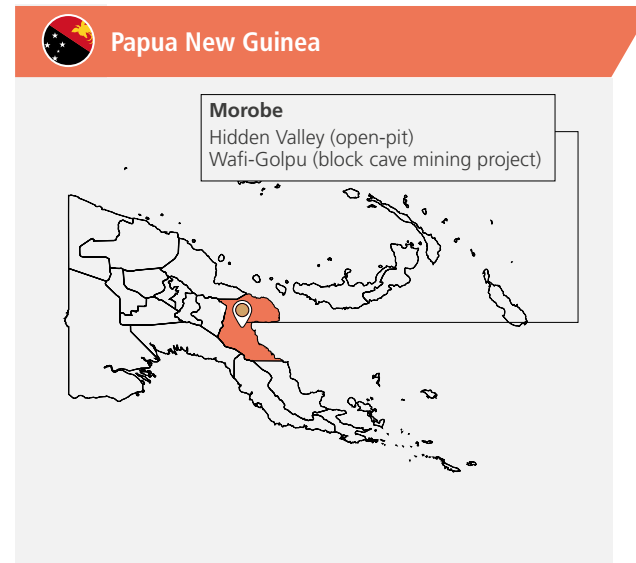 Papua New Guinea
Morobe
Hidden Valley (open-pit)
Wafi-Golpu (block cave mining project)